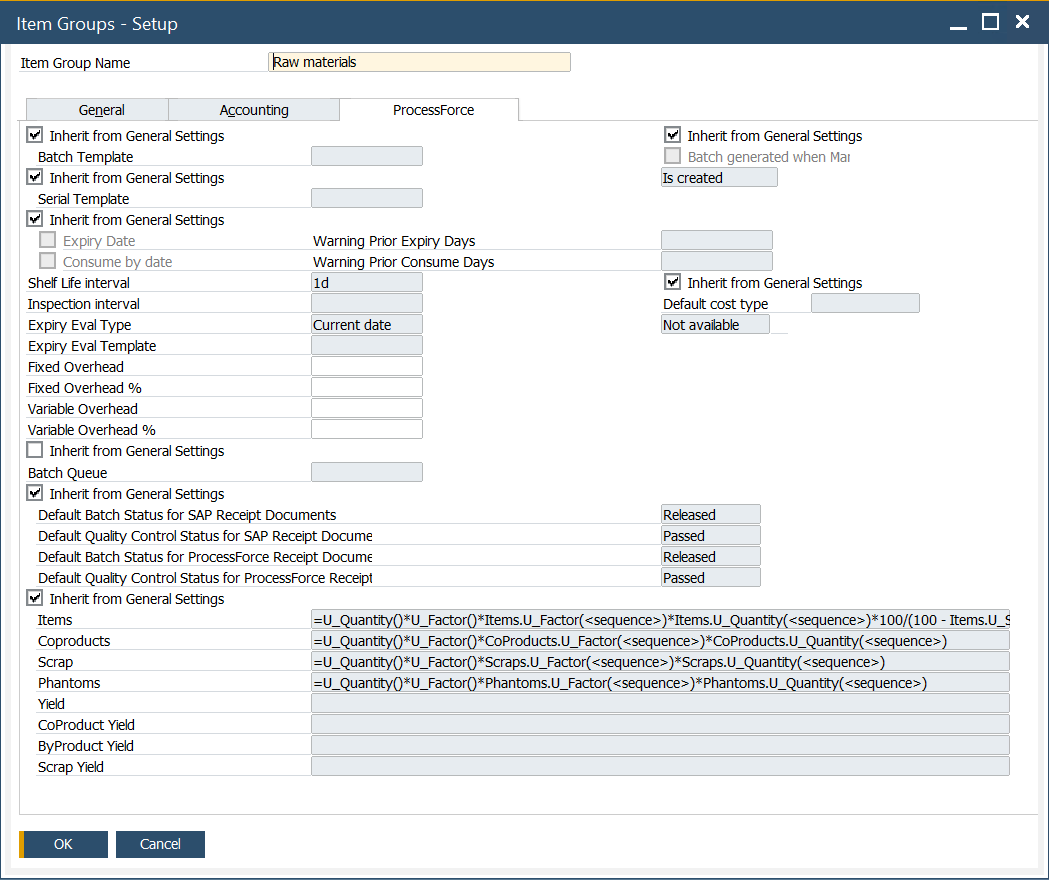 Item Groups - Setup
Item Group Name Raw materials
General Accounting ProcessForce
Inherit from General Settings Inherit from General Settings
Batch Template Batch generated when Mar
Inherit from General Settings Is created
Serial Template
Inherit from General Settings
Expiry Date Warning Prior Expiry Days
Consume by date Warning Prior Consume Days
Shelf Life interval 1d Inherit from General Settings
Inspection interval Default cost type
Expiry Eval Type Current date Not available
Expiry Eval Template
Fixed Overhead
Fixed Overhead %
Variable Overhead
Variable Overhead %
Inherit from General Settings
Batch Queue
Inherit from General Settings
Default Batch Status for SAP Receipt Documents Released
Default Quality Control Status for SAP Receipt Docume Passed
Default Batch Status for ProcessForce Receipt Docume Released
Default Quality Control Status for ProcessForce Receipt Passed
Inherit from General Settings
Items =U_Quantity()*U_Factor()*Items.U_Factor(<sequence>)*Items.U_Quantity(<sequence>)*100/(100 - Items.U_S
Coproducts =U_Quantity()*U_Factor()*CoProducts.U_Factor(<sequence>)*CoProducts.U_Quantity(<sequence>)
Scrap =U_Quantity()*U_Factor()*Scraps.U_Factor(<sequence>)*Scraps.U_Quantity(<sequence>)
Phantoms =U_Quantity()*U_Factor()*Phantoms.U_Factor(<sequence>)*Phantoms.U_Quantity(<sequence>)
Yield
CoProduct Yield
ByProduct Yield
Scrap Yield
OK Cancel